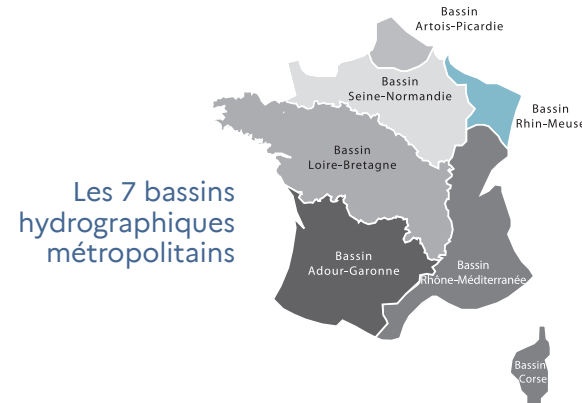 Bassin
Artois-Picardie
Bassin
Seine-Normandie
Bassin
Rhin-Meuse
Bassin
Loire-Bretagne
Les 7 bassins
hydrographiques
métropolitains
Bassin
Adour-Garonne
Bassin
Rhône-Méditerranée
Bassin
Corse